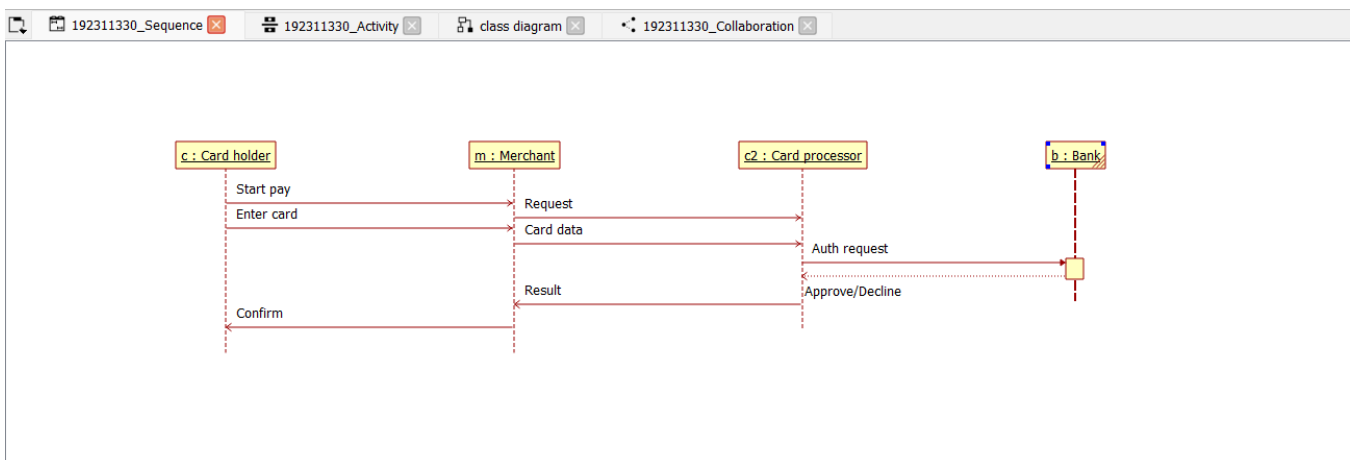 192311330_Sequence
192311330_Activity
class diagram
192311330_Collaboration
c : Card holder
m : Merchant
c2 : Card processor
b : Bank
Start pay
Request
Enter card
Card data
Auth request
Result
Approve/Decline
Confirm